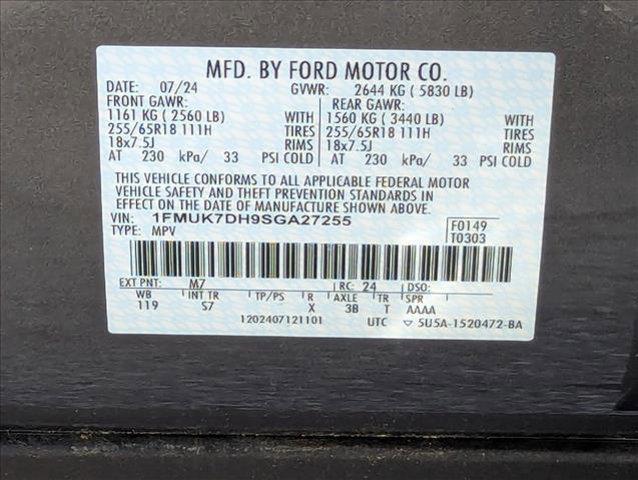 MFD. BY FORD MOTOR CO.
DATE: 07/24 GVWR: 2644 KG ( 5830 LB)
FRONT GAWR: REAR GAWR:
1161 KG ( 2560 LB) WITH 1560 KG ( 3440 LB) WITH
255/65R18 111H TIRES 255/65R18 111H TIRES
18x7.5J RIMS 18x7.5J RIMS
AT 230 kPa/ 33 PSI COLD AT 230 kPa/ 33 PSI COLD
THIS VEHICLE CONFORMS TO ALL APPLICABLE FEDERAL MOTOR
VEHICLE SAFETY AND THEFT PREVENTION STANDARDS IN
EFFECT ON THE DATE OF MANUFACTURE SHOWN ABOVE.
VIN: 1FMUK7DH9SGA27255 F0149
TYPE: MPV T0303
EXT PNT: M7 RC: 24 DSO:
WB INT TR TP/PS R AXLE TR SPR
119 S7 X 3B T AAAA
1202407121101 UTC ▽ SU5A-1520472-BA